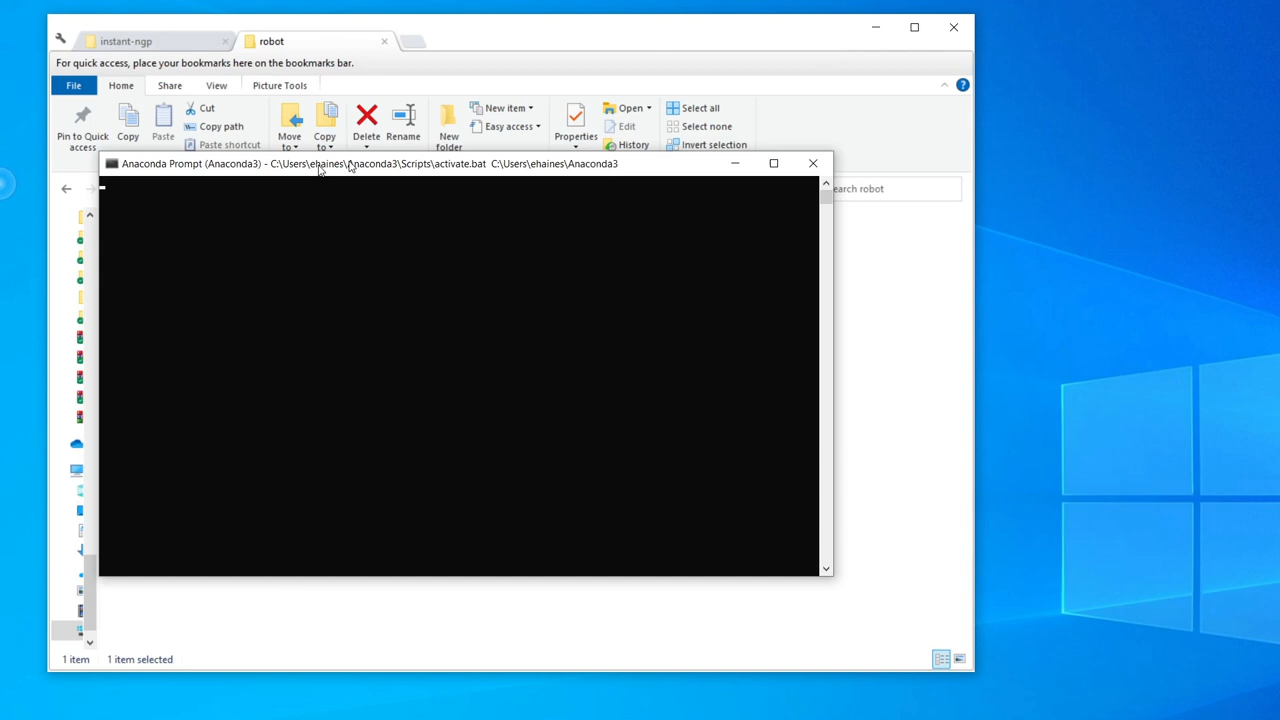 instant-ngp
robot
For quick access, place your bookmarks here on the bookmarks bar.
File Home Share View Picture Tools
Pin to Quick access
Copy
Paste
Cut
Copy path
Paste shortcut
Move to
Copy to
Delete
Rename
New folder
New item
Easy access
Properties
Open
Edit
History
Select all
Select none
Invert selection
Anaconda Prompt (Anaconda3) - C:\Users\ehaines\Anaconda3\Scripts\activate.bat C:\Users\ehaines\Anaconda3
earch robot
1 item 1 item selected